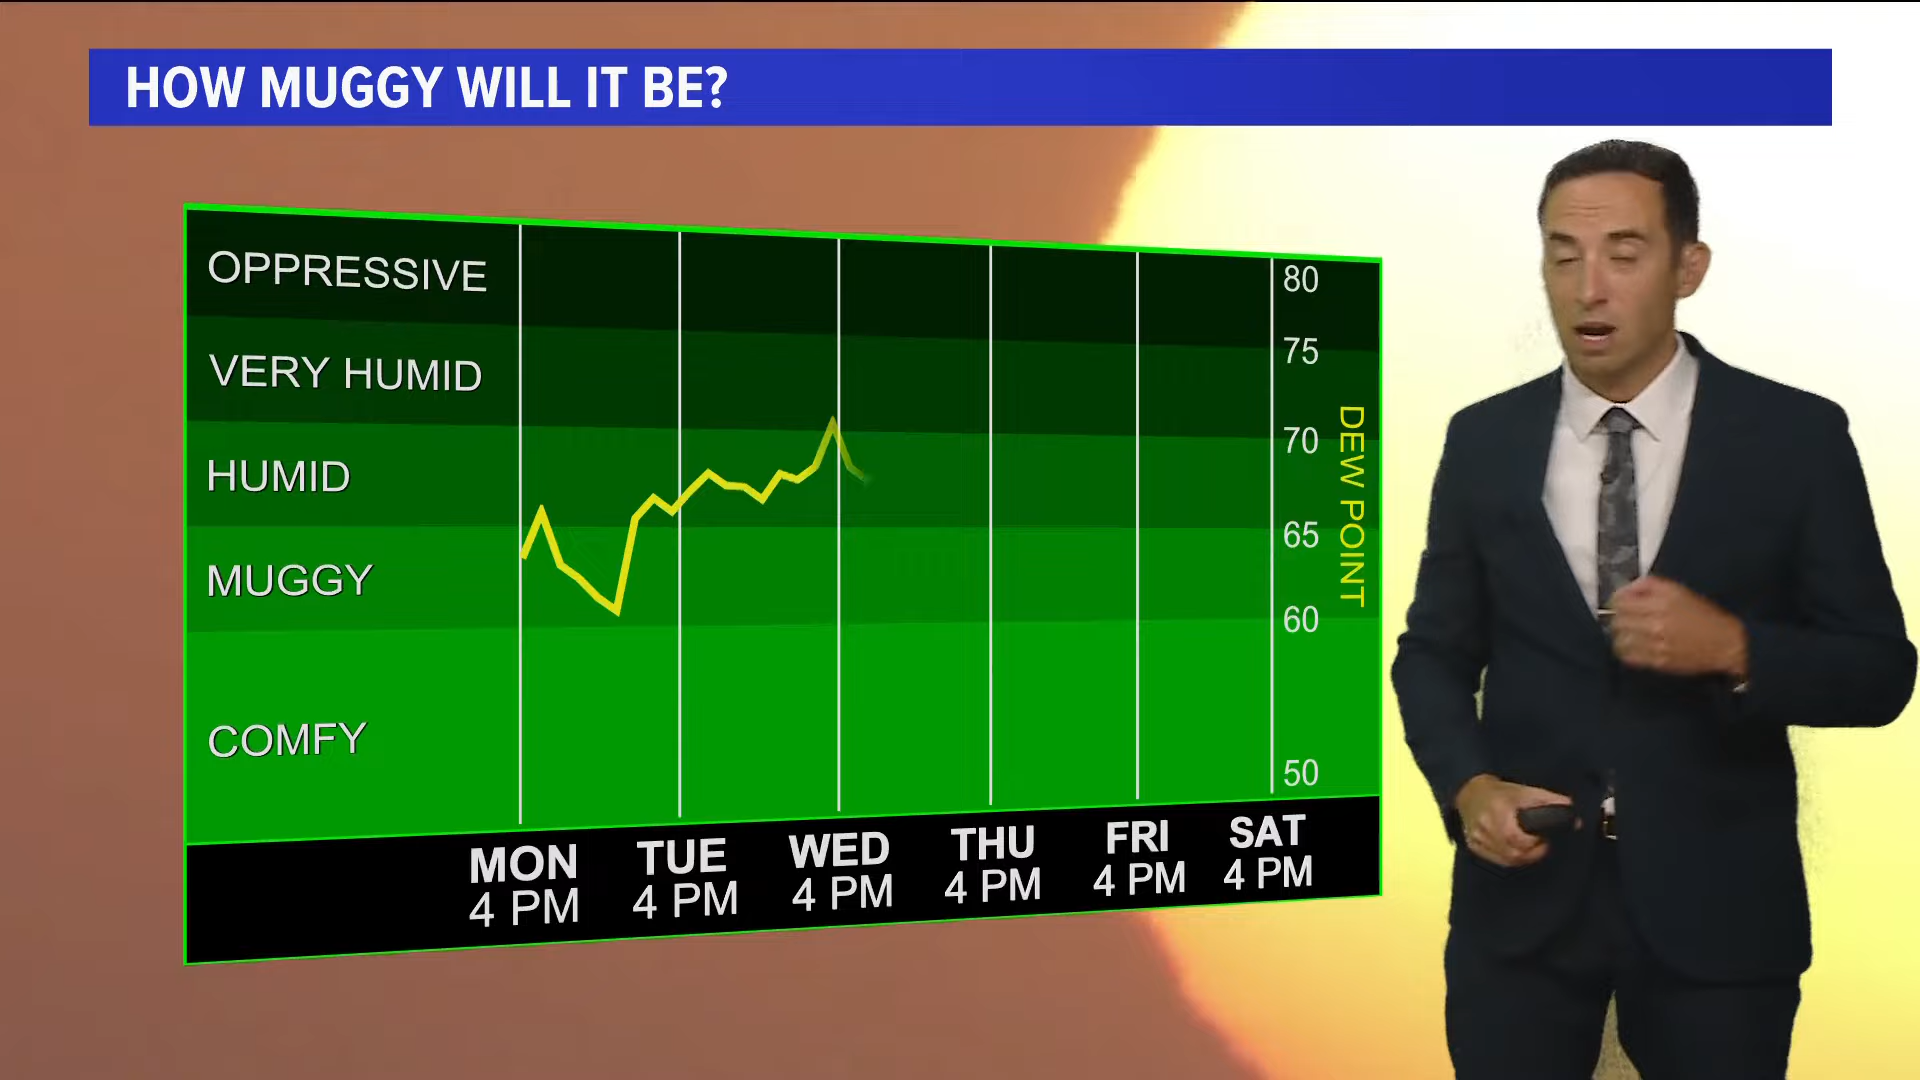 HOW MUGGY WILL IT BE?
OPPRESSIVE
VERY HUMID
HUMID
MUGGY
COMFY
80
75
70
65
60
50
DEW POINT
MON TUE WED THU FRI SAT
4 PM 4 PM 4 PM 4 PM 4 PM 4 PM